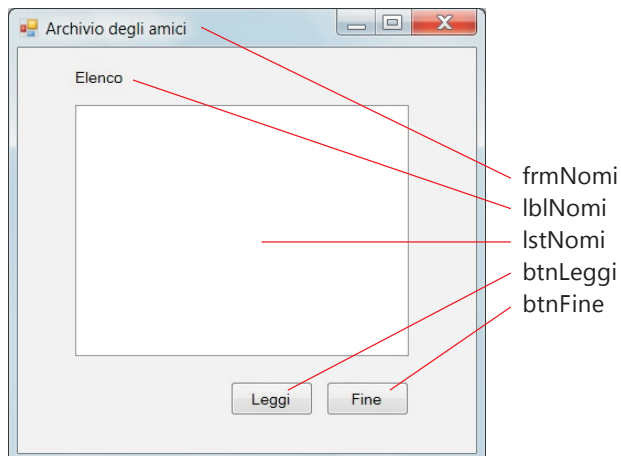 Archivio degli amici
Elenco
frmNomi
lblNomi
lstNomi
btnLeggi
btnFine
Leggi
Fine